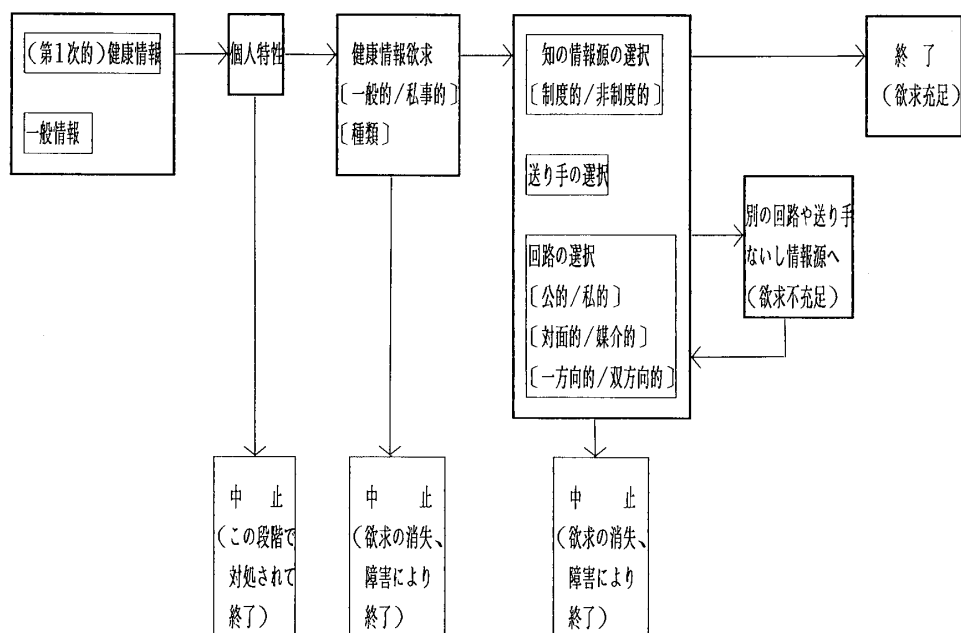 （第1次的）健康情報
一般情報
個人特性
健康情報欲求
〔一般的/私事的〕
〔種類〕
知の情報源の選択
〔制度的/非制度的〕
送り手の選択
回路の選択
〔公的/私的〕
〔対面的/媒介的〕
〔一方向的/双方向的〕
終　了
（欲求充足）
別の回路や送り手
ないし情報源へ
（欲求不充足）
中　止
（この段階で
対処されて
終了）
中　止
（欲求の消失、
障害により
終了）
中　止
（欲求の消失、
障害により
終了）